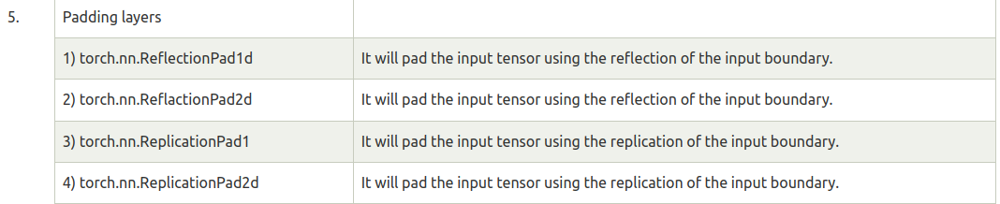 5. Padding layers
1) torch.nn.ReflectionPad1d It will pad the input tensor using the reflection of the input boundary.
2) torch.nn.ReflactionPad2d It will pad the input tensor using the reflection of the input boundary.
3) torch.nn.ReplicationPad1 It will pad the input tensor using the replication of the input boundary.
4) torch.nn.ReplicationPad2d It will pad the input tensor using the replication of the input boundary.